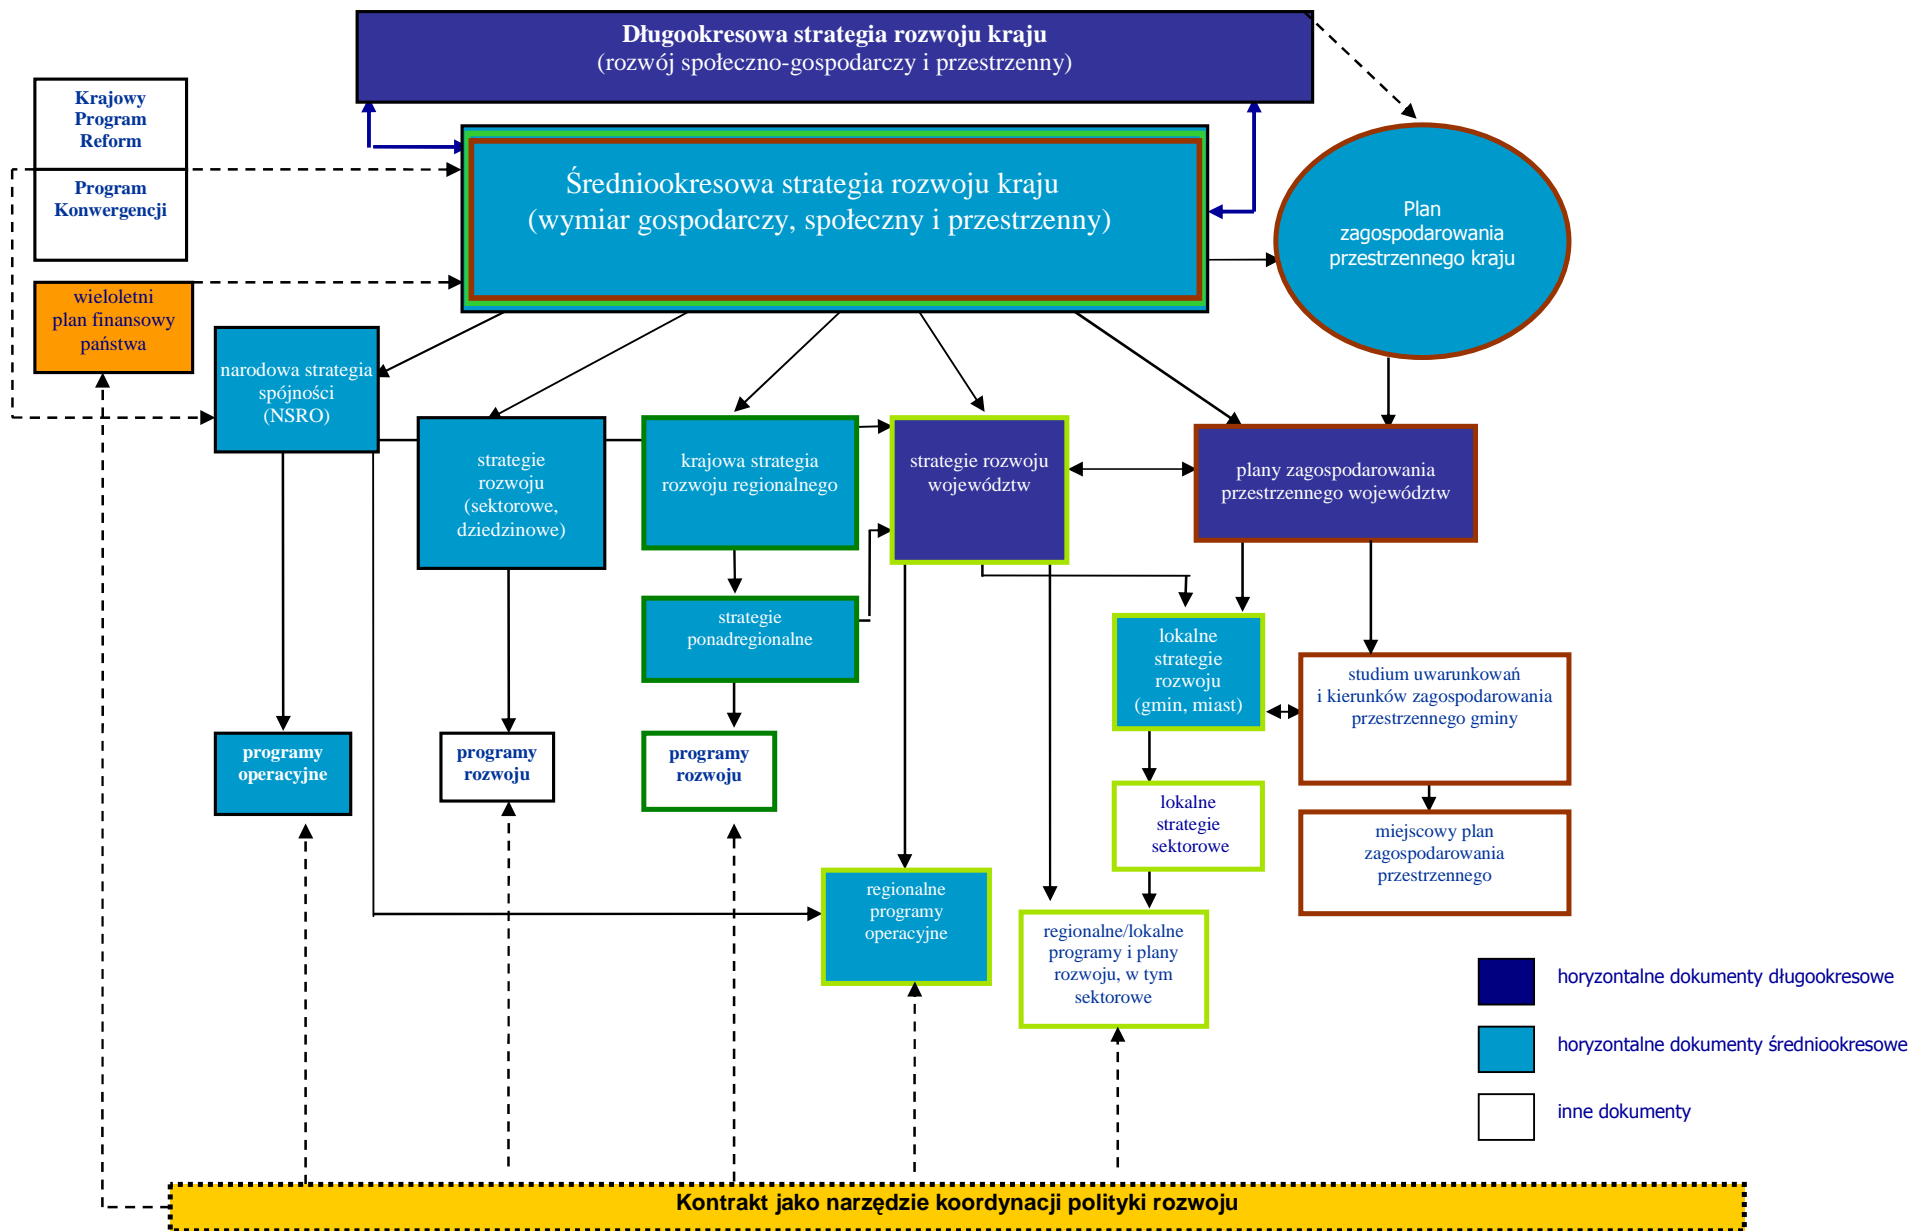 Długookresowa strategia rozwoju kraju
(rozwój społeczno-gospodarczy i przestrzenny)
Krajowy
Program
Reform
Program
Konwergencji
Średniookresowa strategia rozwoju kraju
(wymiar gospodarczy, społeczny i przestrzenny)
Plan
zagospodarowania
przestrzennego kraju
wieloletni
plan finansowy
państwa
narodowa strategia
spójności
(NSRO)
strategie
rozwoju
(sektorowe,
dziedzinowe)
krajowa strategia
rozwoju regionalnego
strategie rozwoju
województw
plany zagospodarowania
przestrzennego województw
strategie
ponadregionalne
lokalne
strategie
rozwoju
(gmin, miast)
studium uwarunkowań
i kierunków zagospodarowania
przestrzennego gminy
programy
operacyjne
programy
rozwoju
programy
rozwoju
lokalne
strategie
sektorowe
miejscowy plan
zagospodarowania
przestrzennego
regionalne
programy
operacyjne
regionalne/lokalne
programy i plany
rozwoju, w tym
sektorowe
horyzontalne dokumenty długookresowe
horyzontalne dokumenty średniookresowe
inne dokumenty
Kontrakt jako narzędzie koordynacji polityki rozwoju